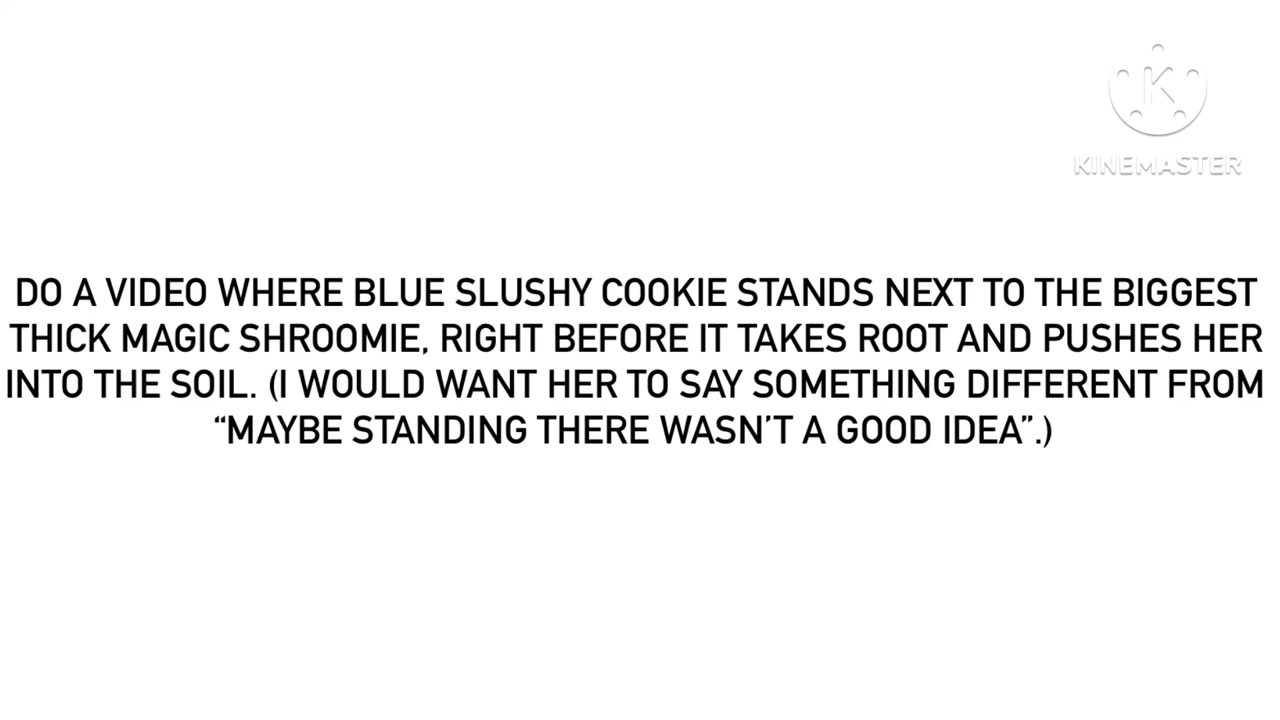 KINEMASTER
DO A VIDEO WHERE BLUE SLUSHY COOKIE STANDS NEXT TO THE BIGGEST
THICK MAGIC SHROOMIE, RIGHT BEFORE IT TAKES ROOT AND PUSHES HER
INTO THE SOIL. (I WOULD WANT HER TO SAY SOMETHING DIFFERENT FROM
“MAYBE STANDING THERE WASN’T A GOOD IDEA”.)